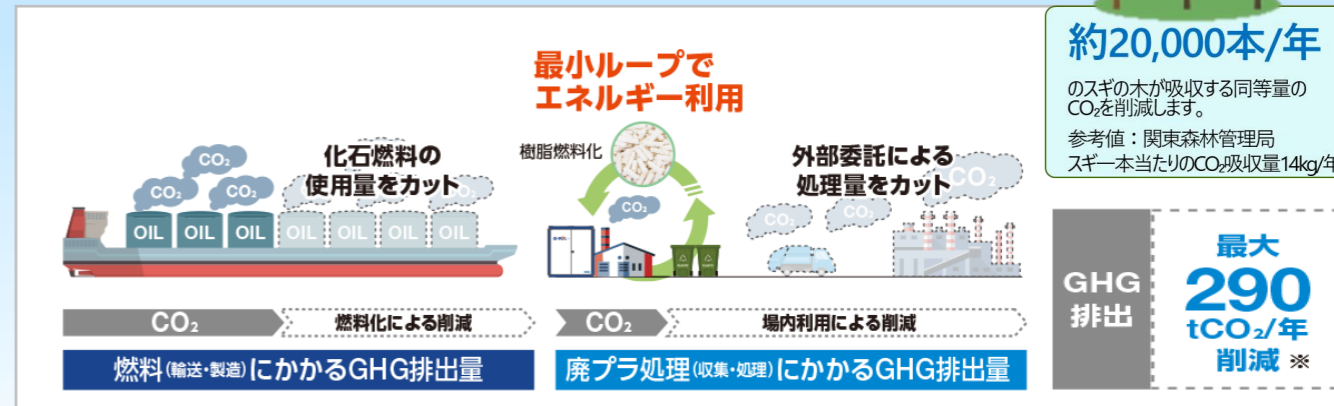 約20,000本/年
のスギの木が吸収する同等量の
CO₂を削減します。
参考値：関東森林管理局
スギ一本当たりのCO₂吸収量14kg/年
最小ループで
エネルギー利用
樹脂燃料化
化石燃料の
使用量をカット
外部委託による
処理量をカット
CO₂
CO₂
CO₂
CO₂
CO₂
CO₂
CO₂
OIL
OIL
OIL
OIL
OIL
OIL
OIL
CO₂
燃料化による削減
CO₂
場内利用による削減
燃料(輸送・製造)にかかるGHG排出量
廃プラ処理(収集・処理)にかかるGHG排出量
GHG
排出
最大
290
tCO₂/年
削減 ※